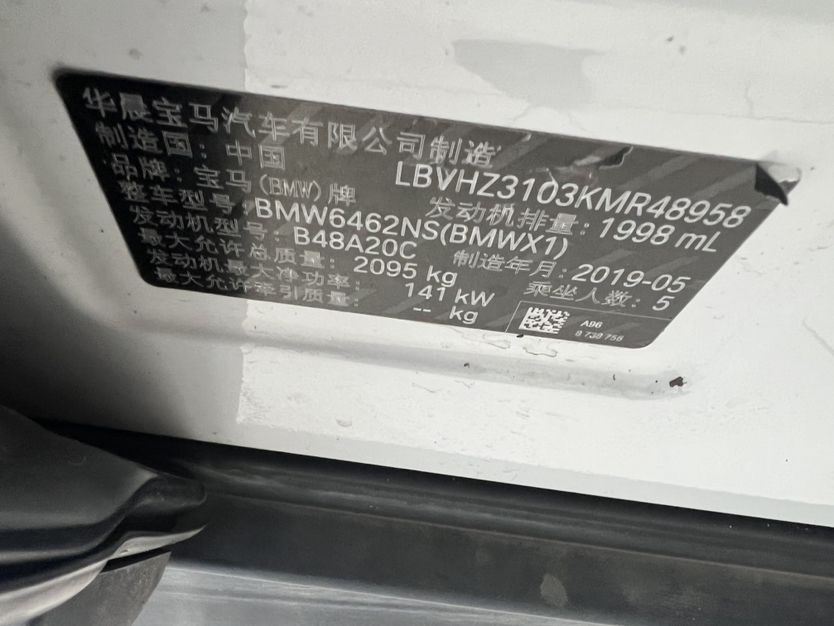 华晨宝马汽车有限公司制造
制造国：中国 LBVHZ3103KMR48958
品牌：宝马(BMW)牌 发动机排量：1998 mL
整车型号：BMW6462NS(BMWX1)
发动机型号：B48A20C 制造年月：2019-05
最大允许总质量：2095 kg 乘坐人数：5
发动机最大净功率：141 kW
最大允许牵引质量：-- kg
A96
8 738 756